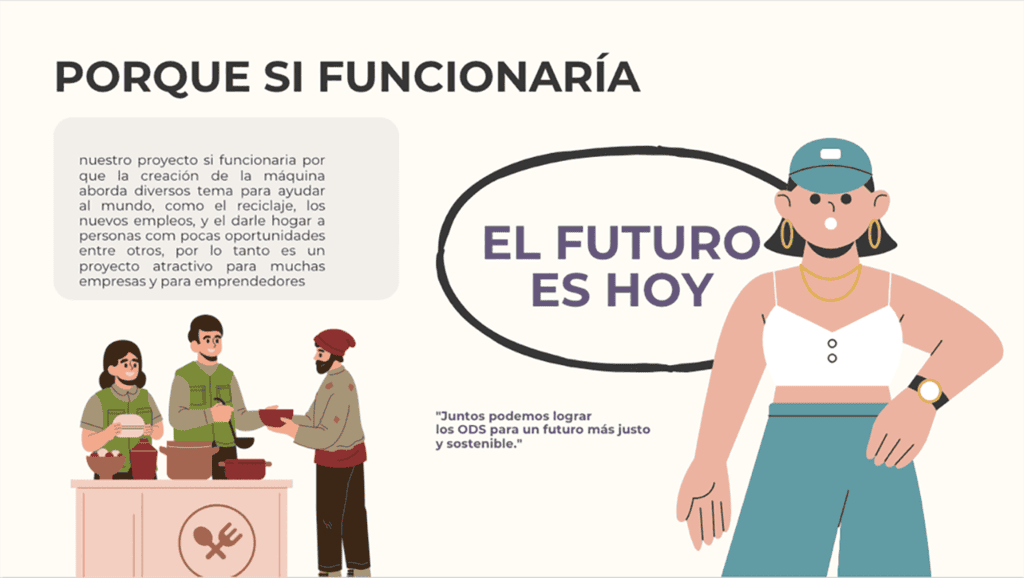 PORQUE SI FUNCIONARÍA
nuestro proyecto si funcionaria por
que la creación de la máquina
aborda diversos tema para ayudar
al mundo, como el reciclaje, los
nuevos empleos, y el darle hogar a
personas com pocas oportunidades
entre otros, por lo tanto es un
proyecto atractivo para muchas
empresas y para emprendedores
EL FUTURO
ES HOY
"Juntos podemos lograr
los ODS para un futuro más justo
y sostenible."